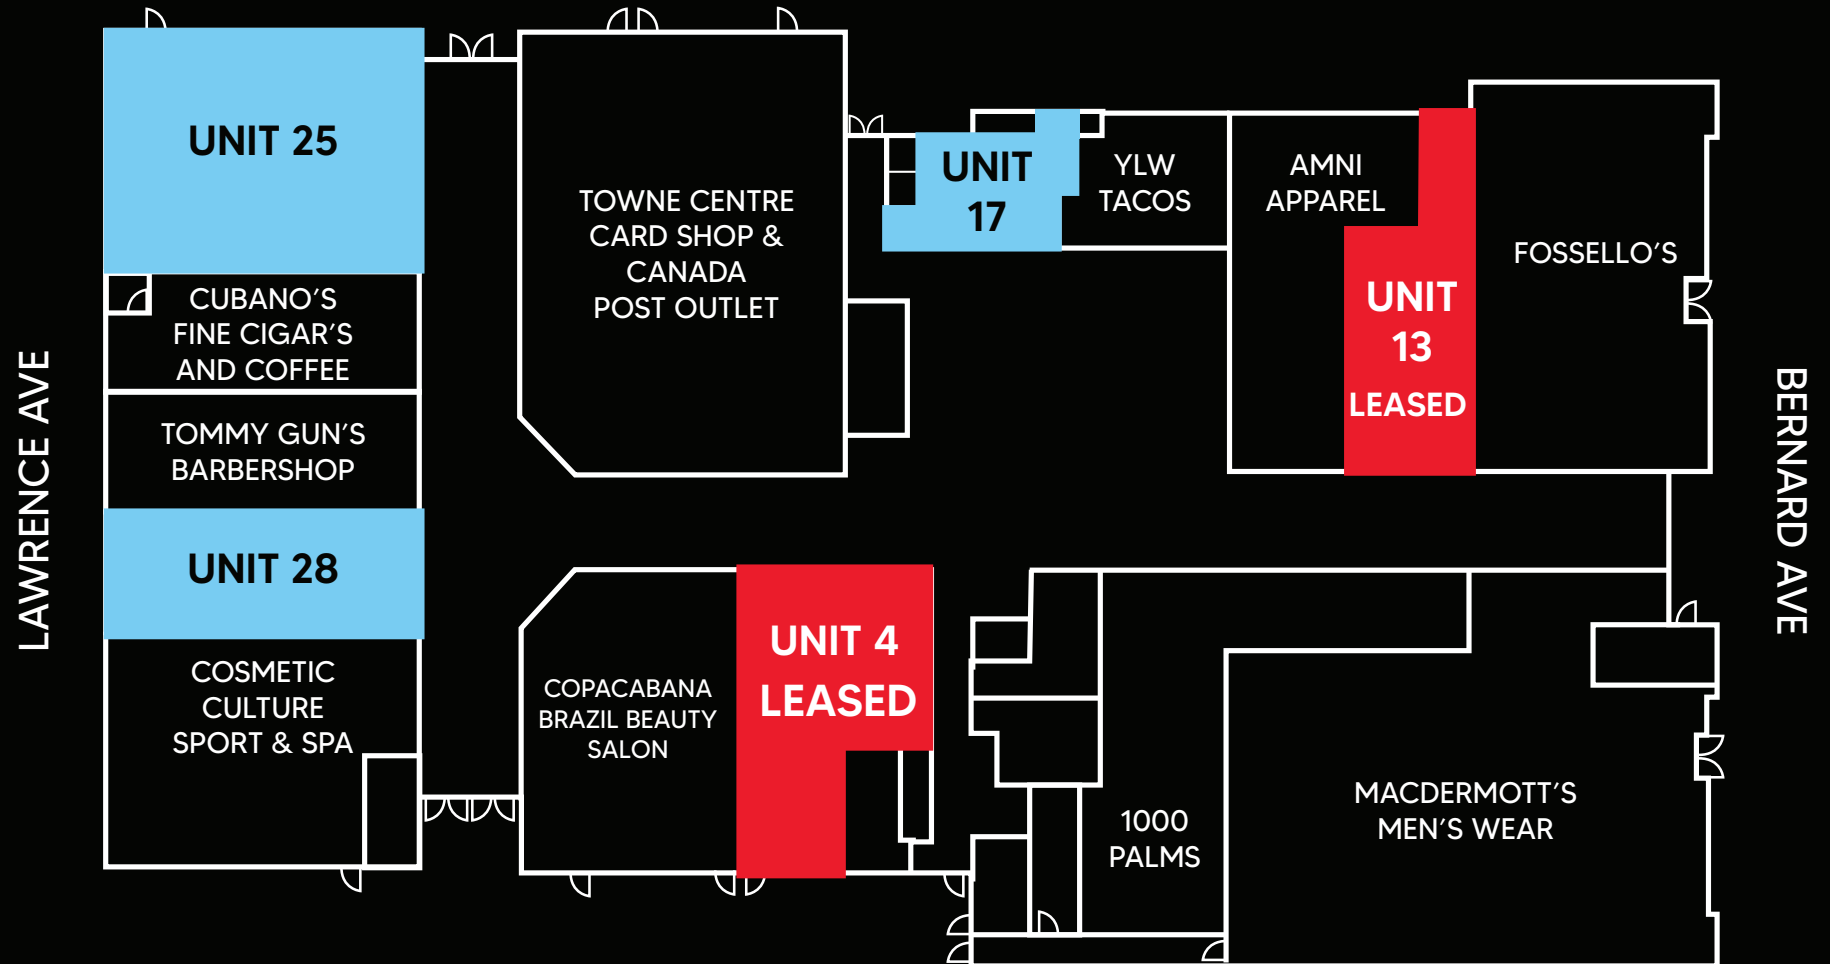 LAWRENCE AVE
UNIT 25
CUBANO'S
FINE CIGAR'S
AND COFFEE
TOMMY GUN'S
BARBERSHOP
UNIT 28
COSMETIC
CULTURE
SPORT & SPA
TOWNE CENTRE
CARD SHOP &
CANADA
POST OUTLET
COPACABANA
BRAZIL BEAUTY
SALON
UNIT 4
LEASED
UNIT
17
YLW
TACOS
AMNI
APPAREL
UNIT
13
LEASED
FOSSELLO'S
1000
PALMS
MACDERMOTT'S
MEN'S WEAR
BERNARD AVE